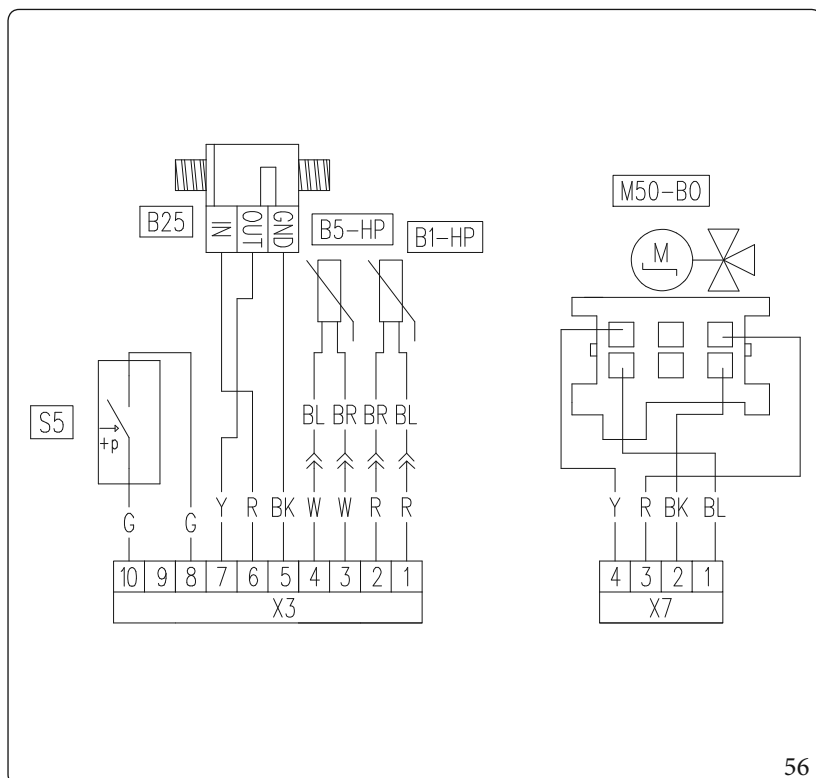 M50-B0
B25
IN
OUT
GND
B5-HP
B1-HP
M
S5
+p
BL BR BR BL
G G Y R BK W W R R
10 9 8 7 6 5 4 3 2 1
X3
Y R BK BL
4 3 2 1
X7
56